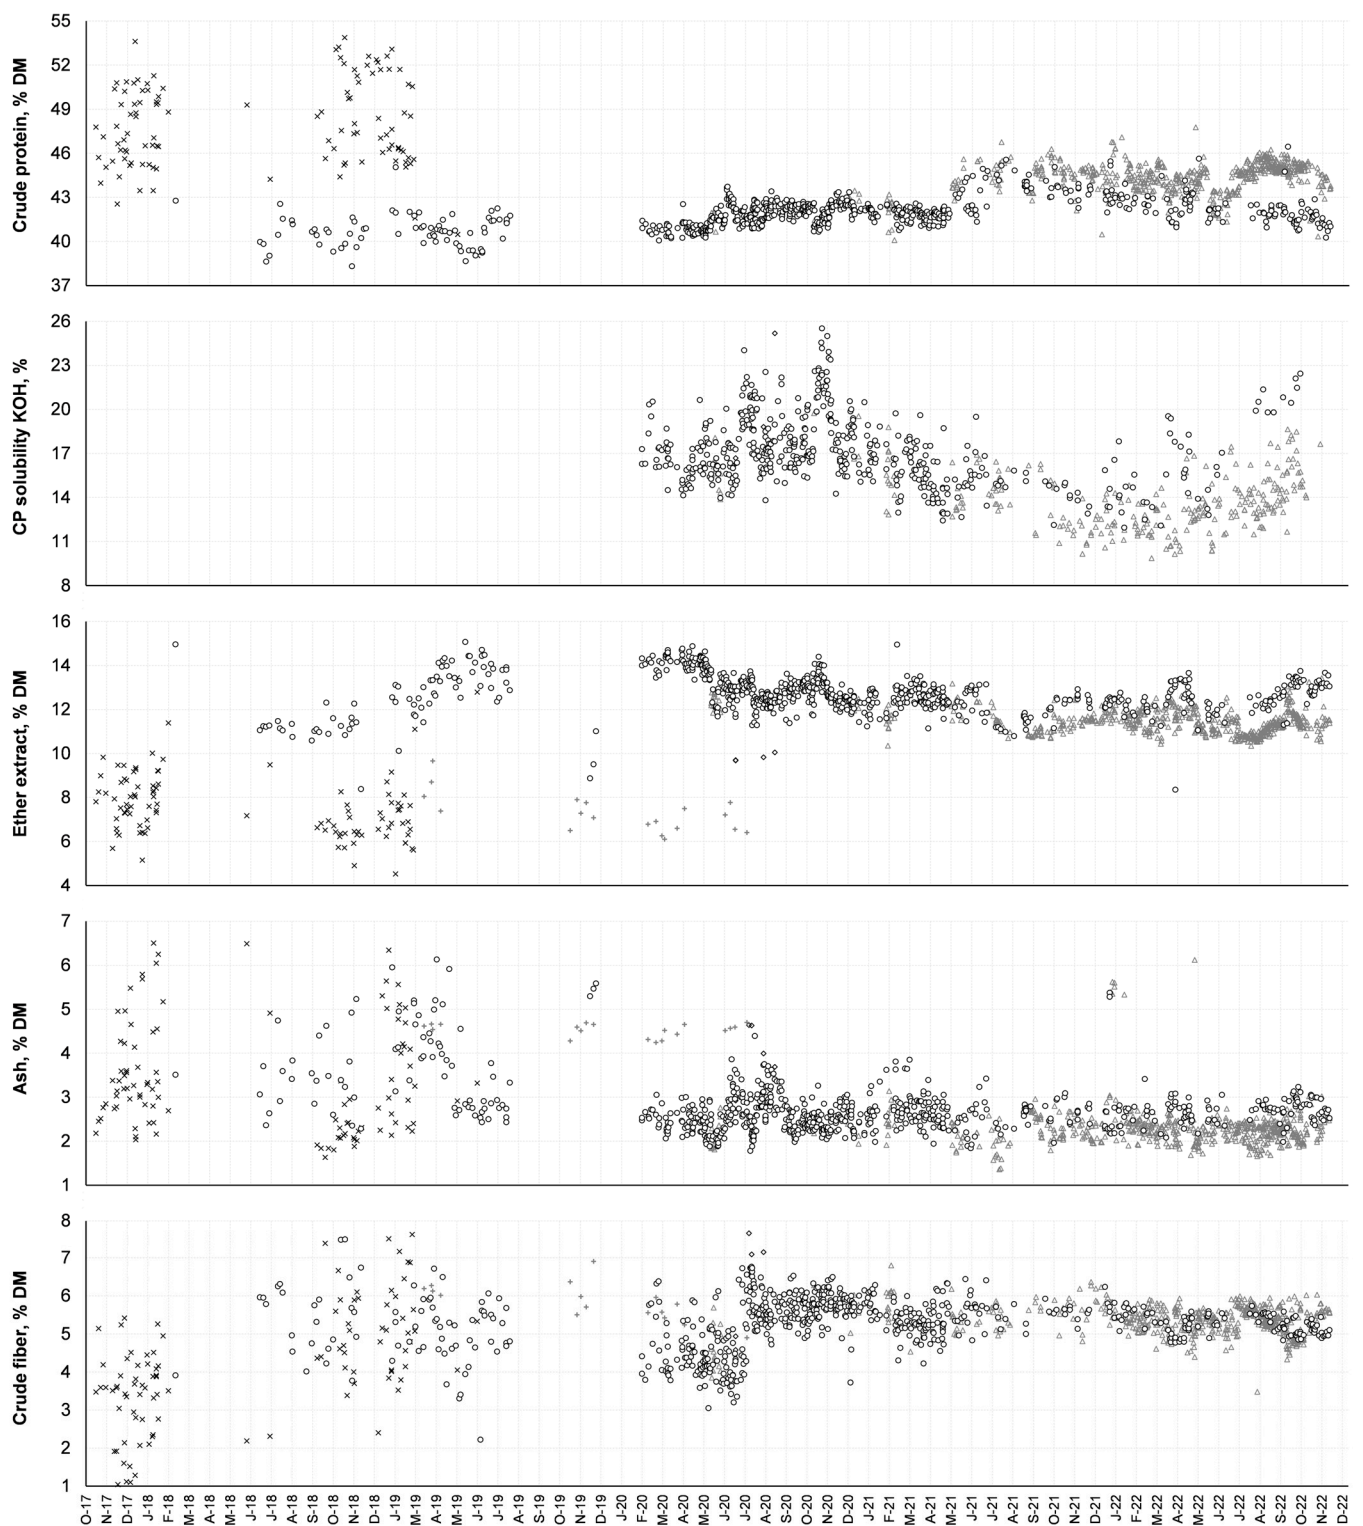 Crude protein, % DM
55
52
49
46
43
40
37
CP solubility KOH, %
26
23
20
17
14
11
8
Ether extract, % DM
16
14
12
10
8
6
4
Ash, % DM
7
6
5
4
3
2
1
Crude fiber, % DM
8
7
6
5
4
3
2
1
O-17
N-17
D-17
J-18
F-18
M-18
A-18
M-18
J-18
J-18
A-18
S-18
O-18
N-18
D-18
J-19
F-19
M-19
A-19
M-19
J-19
J-19
A-19
S-19
O-19
N-19
D-19
J-20
F-20
M-20
A-20
M-20
J-20
J-20
A-20
S-20
O-20
N-20
D-20
J-21
F-21
M-21
A-21
M-21
J-21
J-21
A-21
S-21
O-21
N-21
D-21
J-22
F-22
M-22
A-22
M-22
J-22
J-22
A-22
S-22
O-22
N-22
D-22